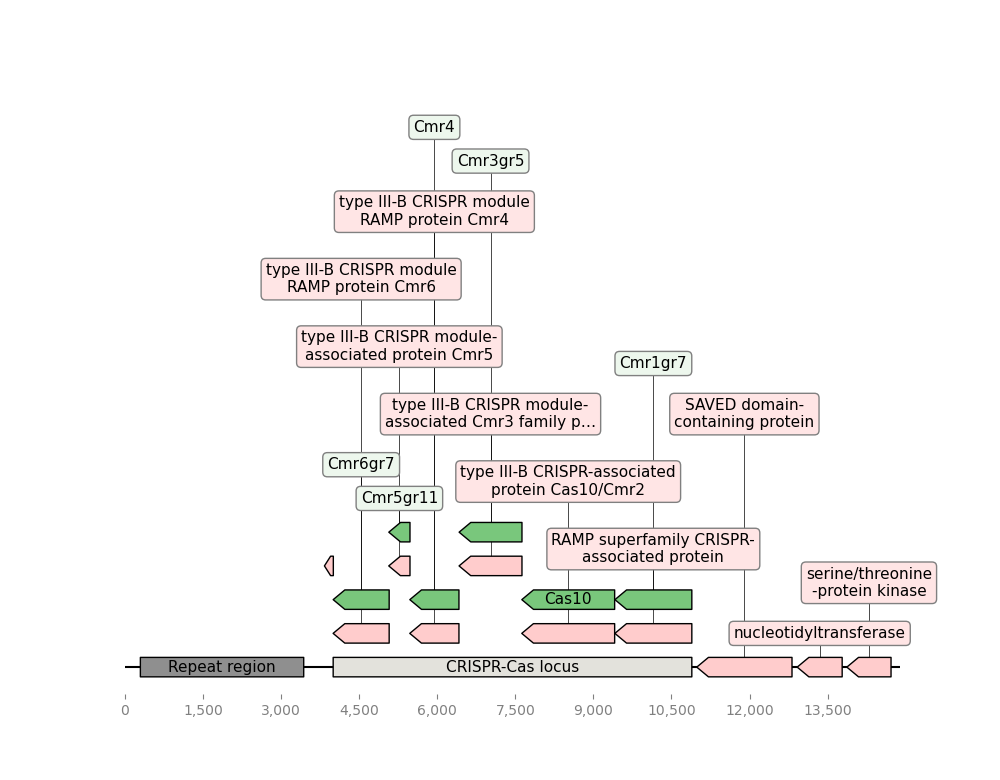 Cmr4
Cmr3gr5
type III-B CRISPR module
RAMP protein Cmr4
type III-B CRISPR module
RAMP protein Cmr6
type III-B CRISPR module-
associated protein Cmr5
Cmr1gr7
type III-B CRISPR module-
associated Cmr3 family p...
SAVED domain-
containing protein
Cmr6gr7
type III-B CRISPR-associated
protein Cas10/Cmr2
Cmr5gr11
RAMP superfamily CRISPR-
associated protein
serine/threonine
-protein kinase
Cas10
nucleotidyltransferase
Repeat region
CRISPR-Cas locus
0 1,500 3,000 4,500 6,000 7,500 9,000 10,500 12,000 13,500